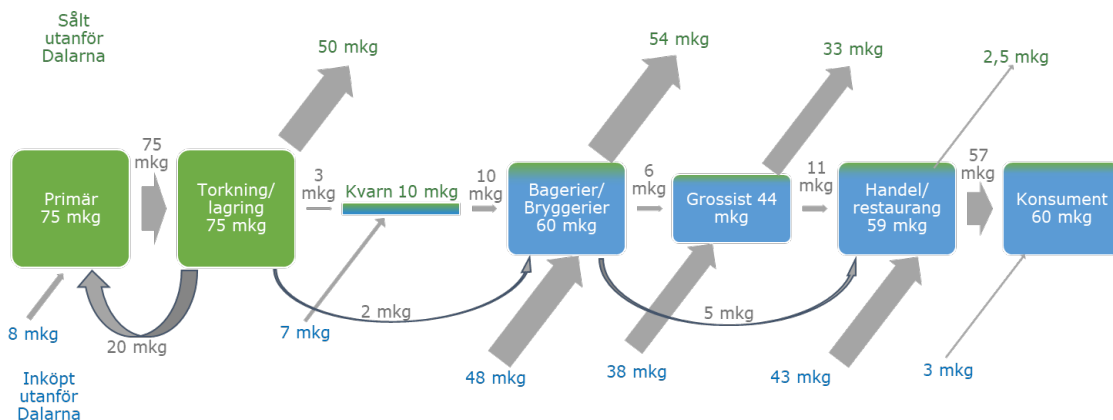 Sålt
utanför
Dalarna
50 mkg
54 mkg
33 mkg
2,5 mkg
75
mkg
Primär
75 mkg
Torkning/
lagring
75 mkg
3
mkg
Kvarn 10 mkg
10
mkg
Bagerier/
Bryggerier
60 mkg
6
mkg
Grossist 44
mkg
11
mkg
Handel/
restaurang
59 mkg
57
mkg
Konsument
60 mkg
8 mkg
20 mkg
2 mkg
7 mkg
5 mkg
48 mkg
38 mkg
43 mkg
3 mkg
Inköpt
utanför
Dalarna